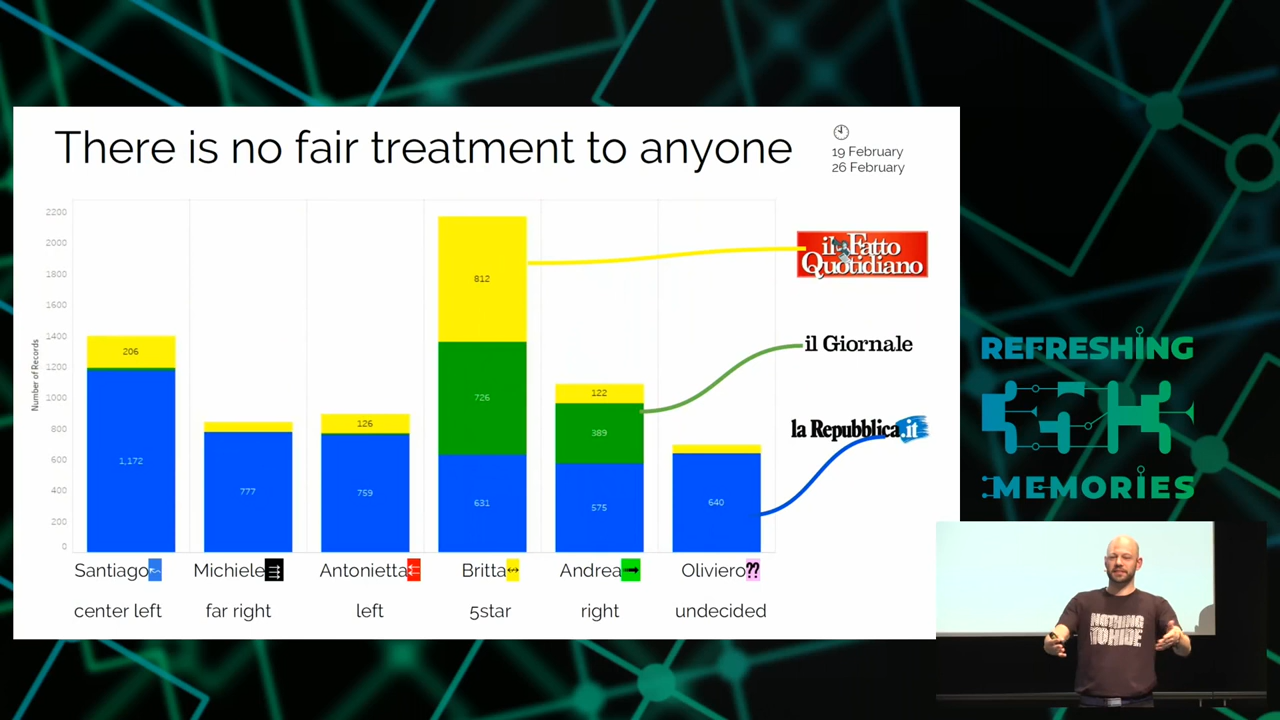 There is no fair treatment to anyone
19 February
26 February
2200
2000
1800
1600
1400
1200
1000
800
600
400
200
0
Number of Records
206
1,172
777
126
759
812
726
631
122
389
575
640
il Fatto
Quotidiano
il Giornale
la Repubblica.it
Santiago Michiele Antonietta Britta Andrea Oliviero ??
center left far right left 5star right undecided
REFRESHING
MEMORIES
NOTHING
TO HIDE